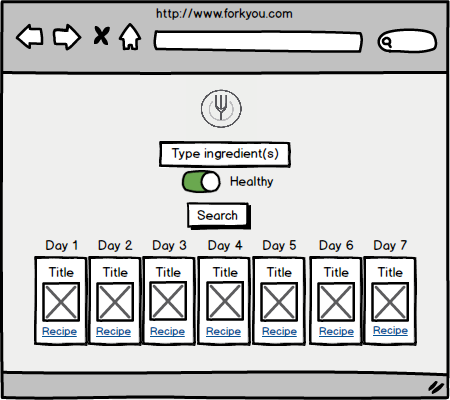 http://www.forkyou.com
Type ingredient(s)
Healthy
Search
Day 1 Day 2 Day 3 Day 4 Day 5 Day 6 Day 7
Title Title Title Title Title Title Title
Recipe Recipe Recipe Recipe Recipe Recipe Recipe